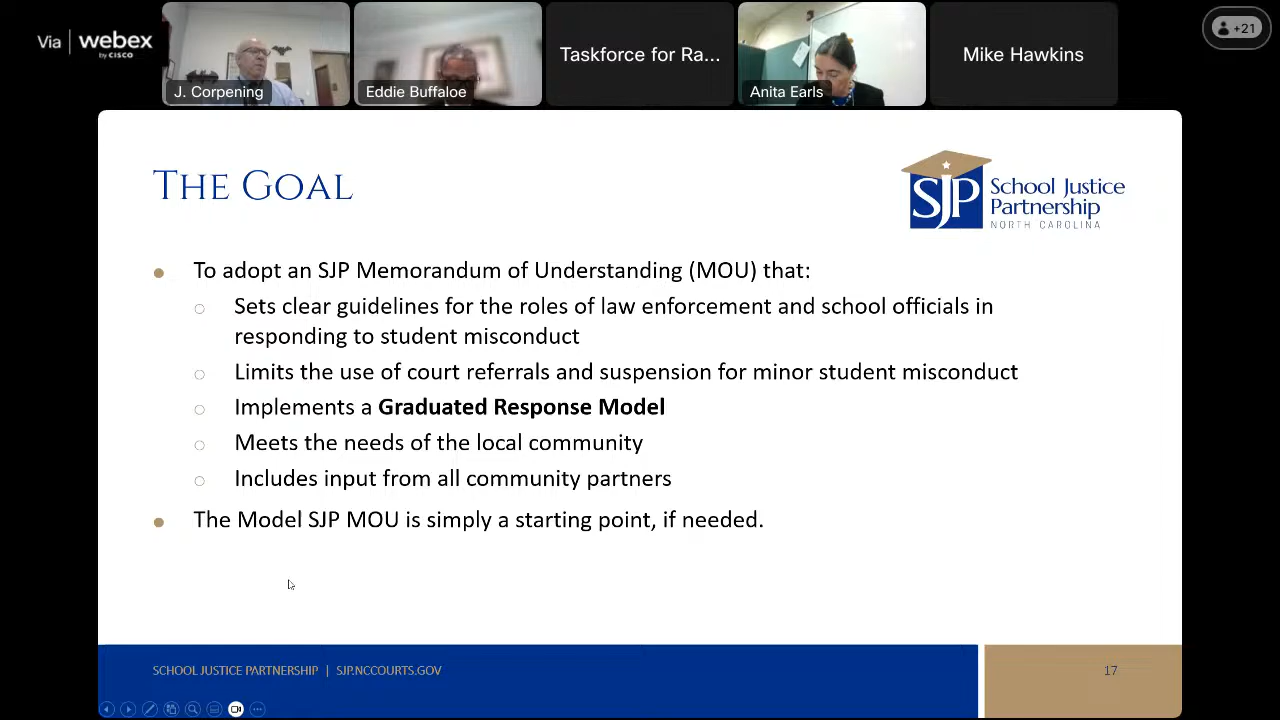 Via webex
by CISCO
J. Corpening
Eddie Buffaloe
Taskforce for Ra...
Anita Earls
Mike Hawkins
+21
THE GOAL
SJP School Justice
Partnership
NORTH CAROLINA
To adopt an SJP Memorandum of Understanding (MOU) that:
Sets clear guidelines for the roles of law enforcement and school officials in
responding to student misconduct
Limits the use of court referrals and suspension for minor student misconduct
Implements a Graduated Response Model
Meets the needs of the local community
Includes input from all community partners
The Model SJP MOU is simply a starting point, if needed.
SCHOOL JUSTICE PARTNERSHIP | SJP.NCCOURTS.GOV
17